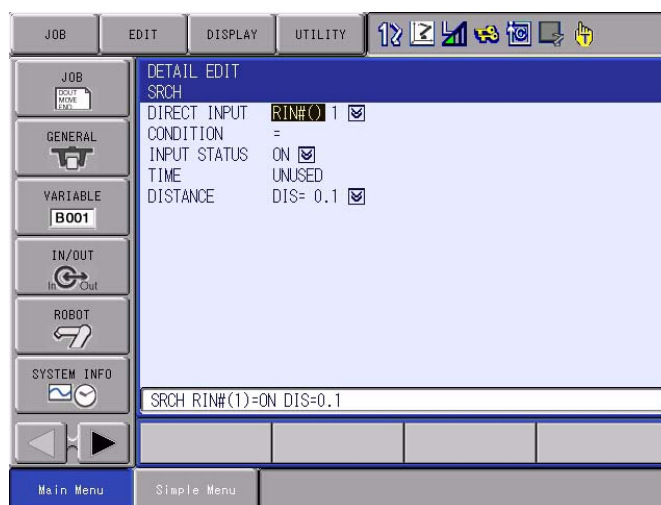 JOB EDIT DISPLAY UTILITY
JOB
DOUT
MOVE
END
GENERAL
VARIABLE
B001
IN/OUT
In Out
ROBOT
SYSTEM INFO
DETAIL EDIT
SRCH
DIRECT INPUT RIN#() 1
CONDITION =
INPUT STATUS ON
TIME UNUSED
DISTANCE DIS= 0.1
SRCH RIN#(1)=ON DIS=0.1
Main Menu Simple Menu